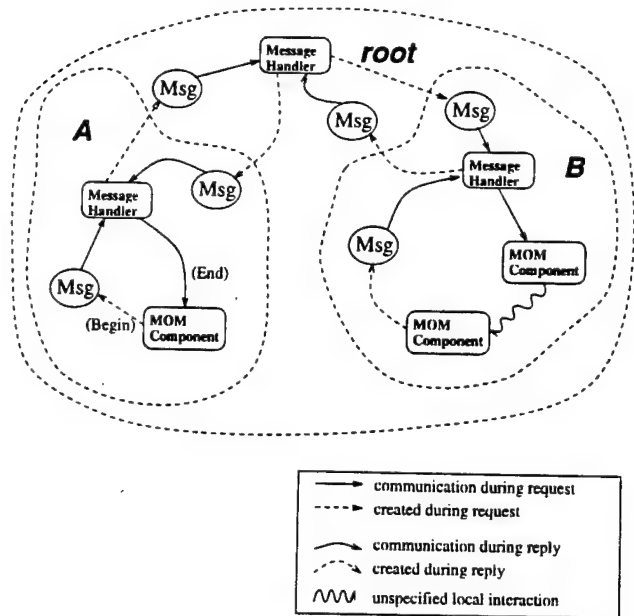 Message
Handler
root
Msg
Msg
Msg
A
Message
Handler
B
Msg
Message
Handler
Msg
Msg
(End)
MOM
Component
(Begin)
MOM
Component
MOM
Component
communication during request
created during request
communication during reply
created during reply
unspecified local interaction